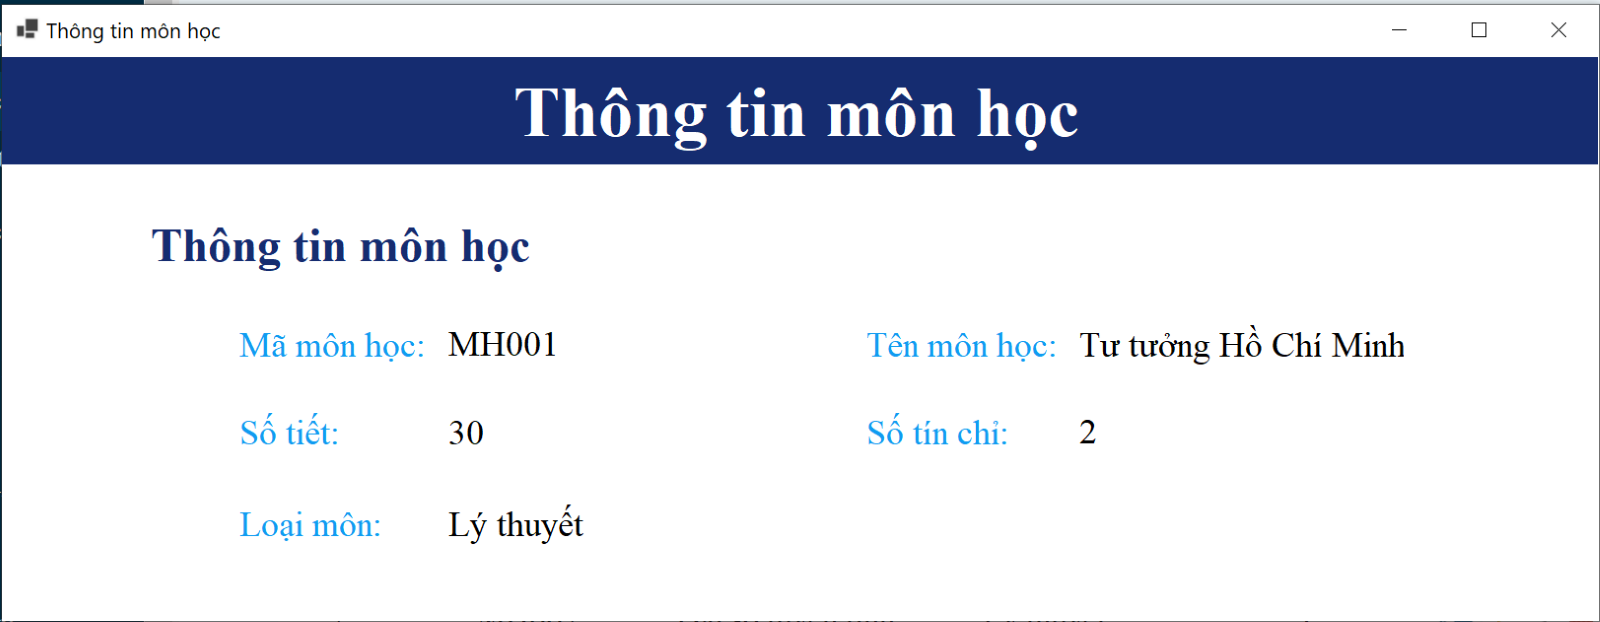 Thông tin môn học
Thông tin môn học
Thông tin môn học
Mã môn học: MH001 Tên môn học: Tư tưởng Hồ Chí Minh
Số tiết: 30 Số tín chỉ: 2
Loại môn: Lý thuyết